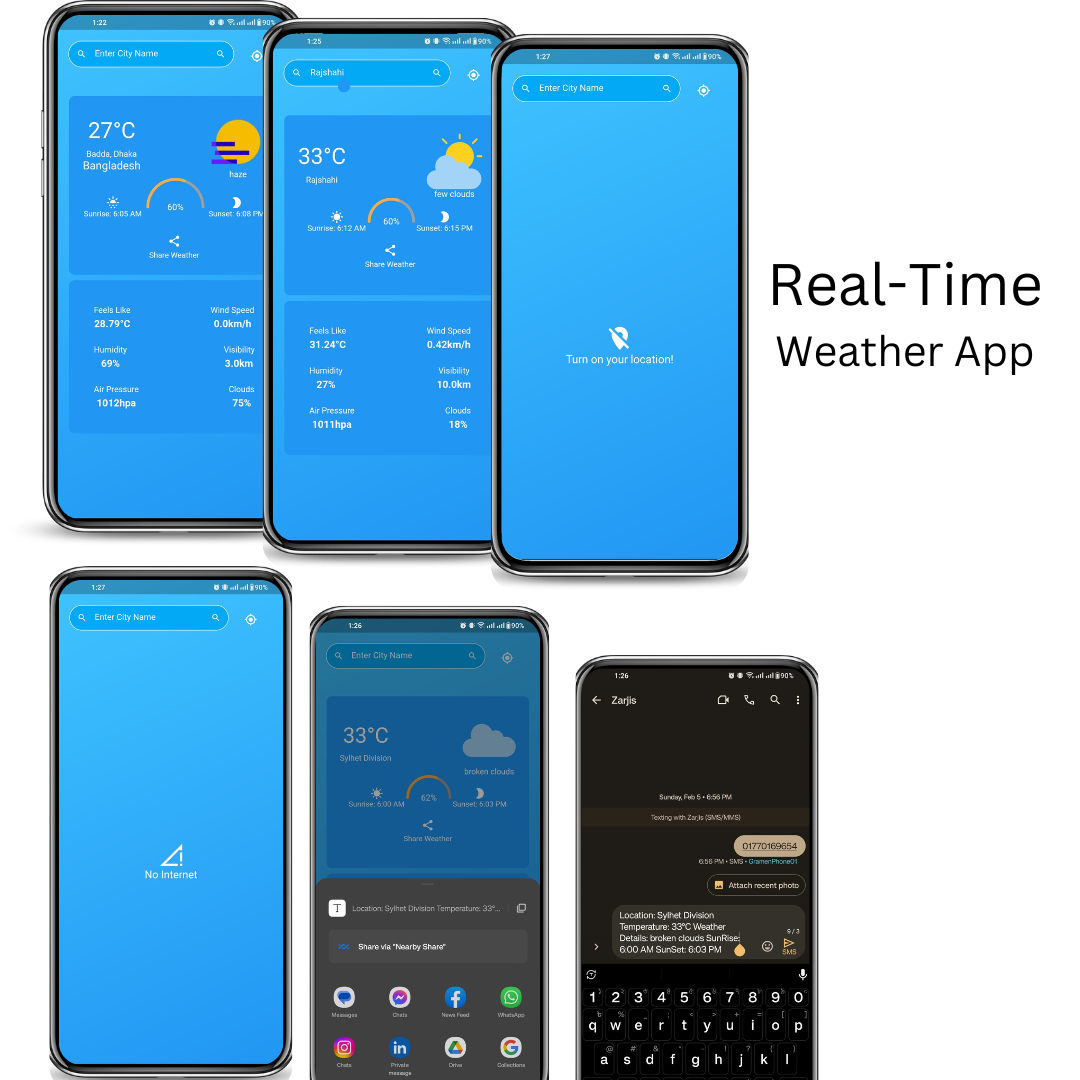 1:22
90%
Enter City Name
27°C
Badda, Dhaka
Bangladesh
haze
Sunrise: 6:05 AM
60%
Sunset: 6:08 PM
Share Weather
Feels Like
Wind Speed
28.79°C
0.0km/h
Humidity
Visibility
69%
3.0km
Air Pressure
Clouds
1012hpa
75%
1:25
90%
Rajshahi
33°C
Rajshahi
few clouds
Sunrise: 6:12 AM
60%
Sunset: 6:15 PM
Share Weather
Feels Like
Wind Speed
31.24°C
0.42km/h
Humidity
Visibility
27%
10.0km
Air Pressure
Clouds
1011hpa
18%
1:27
90%
Enter City Name
Turn on your location!
Real-Time
Weather App
1:27
90%
Enter City Name
No Internet
1:26
90%
Enter City Name
33°C
Sylhet Division
broken clouds
Sunrise: 6:00 AM
62%
Sunset: 6:03 PM
Share Weather
T
Location: Sylhet Division Temperature: 33°...
Share via "Nearby Share"
Messages
Chats
News Feed
WhatsApp
Chats
Private
message
Drive
Collections
1:26
90%
Zarjis
Sunday, Feb 5 • 6:56 PM
Texting with Zarjis (SMS/MMS)
01770169654
6:56 PM • SMS • GramenPhone01
Attach recent photo
Location: Sylhet Division
Temperature: 33°C Weather
Details: broken clouds SunRise:
6:00 AM SunSet: 6:03 PM
9 / 3
SMS
1 2 3 4 5 6 7 8 9 0
q w e r t y u i o p
a s d f g h j k l